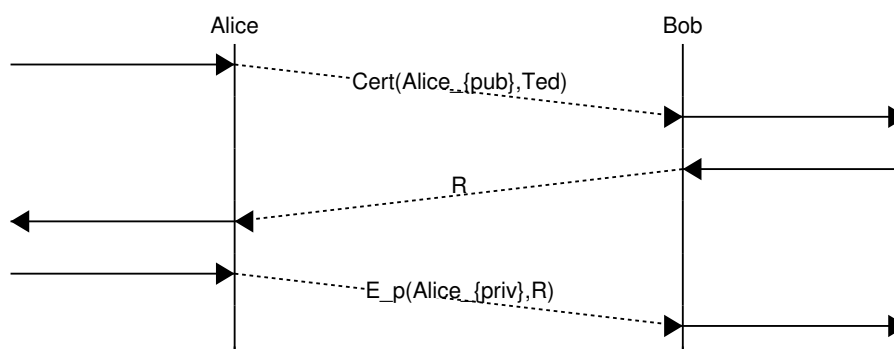 Alice
Bob
Cert(Alice_{pub},Ted)
R
E_p(Alice_{priv},R)